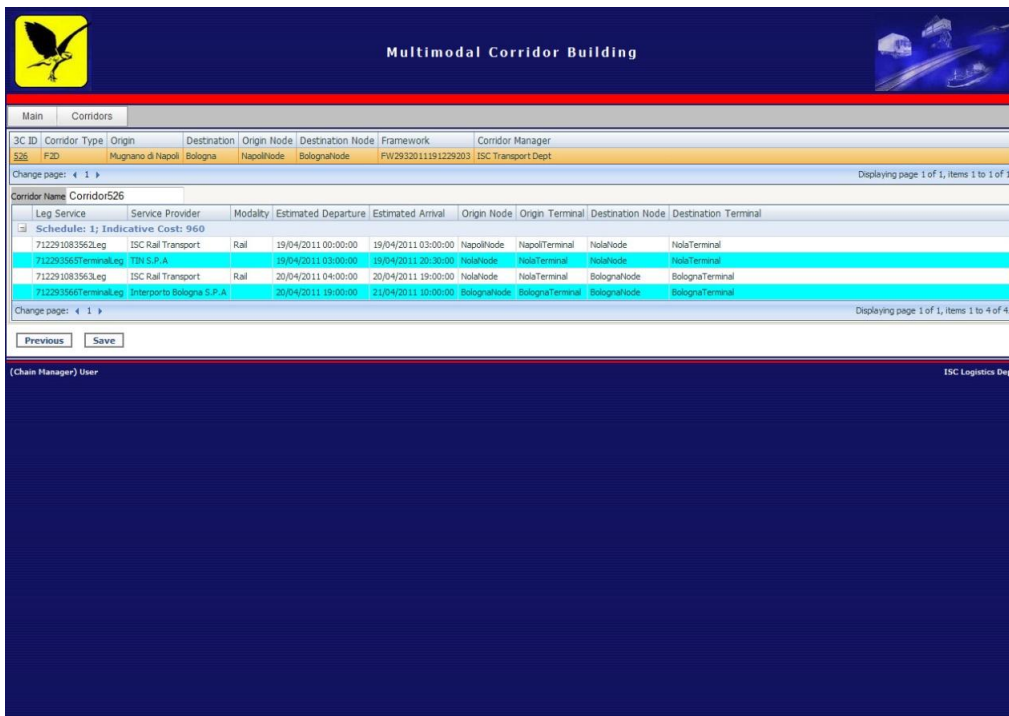 Multimodal Corridor Building
Main Corridors
3C ID Corridor Type Origin Destination Origin Node Destination Node Framework Corridor Manager
526 F2D Mugnano di Napoli Bologna NapoliNode BolognaNode FW2932011191229203 ISC Transport Dept
Change page: 1 Displaying page 1 of 1, items 1 to 1 of 1
Corridor Name Corridor526
Leg Service Service Provider Modality Estimated Departure Estimated Arrival Origin Node Origin Terminal Destination Node Destination Terminal
Schedule: 1; Indicative Cost: 960
712291083562Leg ISC Rail Transport Rail 19/04/2011 00:00:00 19/04/2011 03:00:00 NapoliNode NapoliTerminal NolaNode NolaTerminal
712293565TerminalLeg TIN S.P.A 19/04/2011 03:00:00 19/04/2011 20:30:00 NolaNode NolaTerminal NolaNode NolaTerminal
712291083563Leg ISC Rail Transport Rail 20/04/2011 04:00:00 20/04/2011 19:00:00 NolaNode NolaTerminal BolognaNode BolognaTerminal
712293566TerminalLeg Interporto Bologna S.P.A 20/04/2011 19:00:00 21/04/2011 10:00:00 BolognaNode BolognaTerminal BolognaNode BolognaTerminal
Change page: 1 Displaying page 1 of 1, items 1 to 4 of 4.
Previous Save
(Chain Manager) User ISC Logistics Dep